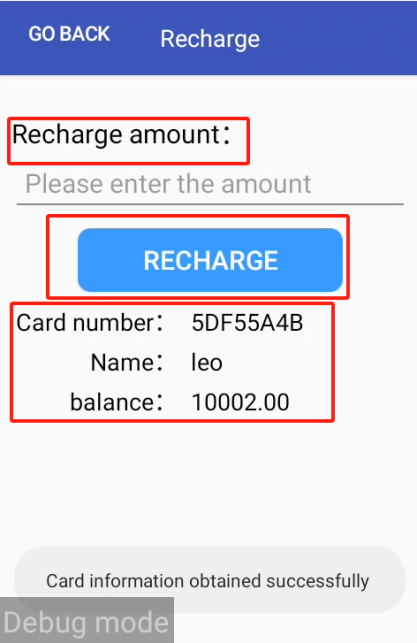 GO BACK Recharge
Recharge amount：
Please enter the amount
RECHARGE
Card number： 5DF55A4B
Name： leo
balance： 10002.00
Card information obtained successfully
Debug mode